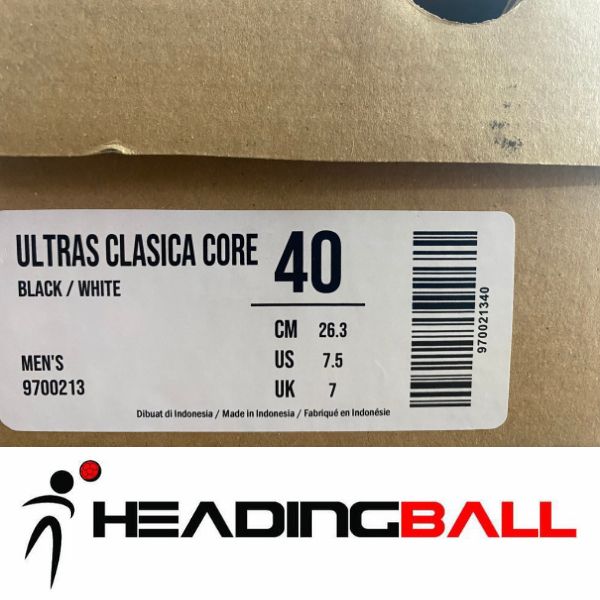 ULTRAS CLASICA CORE
40
BLACK / WHITE
CM 26.3
US 7.5
UK 7
MEN'S
9700213
970021340
Dibuat di Indonesia / Made in Indonesia / Fabriqué en Indonésie
HEADINGBALL